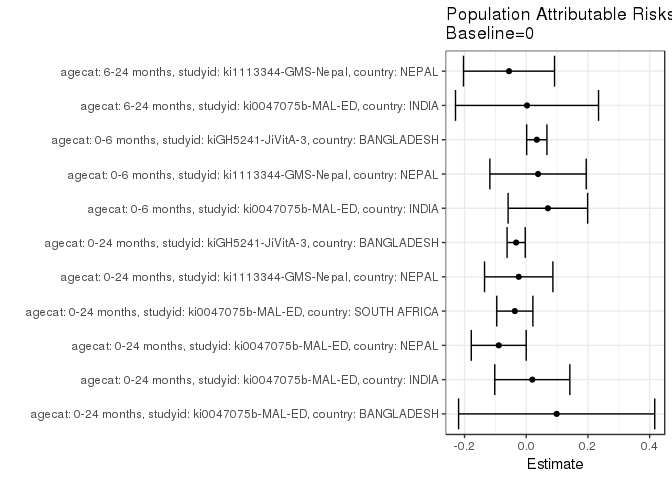 Population Attributable Risks
Baseline=0
agecat: 6-24 months, studyid: ki1113344-GMS-Nepal, country: NEPAL
agecat: 6-24 months, studyid: ki0047075b-MAL-ED, country: INDIA
agecat: 0-6 months, studyid: kiGH5241-JiVitA-3, country: BANGLADESH
agecat: 0-6 months, studyid: ki1113344-GMS-Nepal, country: NEPAL
agecat: 0-6 months, studyid: ki0047075b-MAL-ED, country: INDIA
agecat: 0-24 months, studyid: kiGH5241-JiVitA-3, country: BANGLADESH
agecat: 0-24 months, studyid: ki1113344-GMS-Nepal, country: NEPAL
agecat: 0-24 months, studyid: ki0047075b-MAL-ED, country: SOUTH AFRICA
agecat: 0-24 months, studyid: ki0047075b-MAL-ED, country: NEPAL
agecat: 0-24 months, studyid: ki0047075b-MAL-ED, country: INDIA
agecat: 0-24 months, studyid: ki0047075b-MAL-ED, country: BANGLADESH
-0.2 0.0 0.2 0.4
Estimate